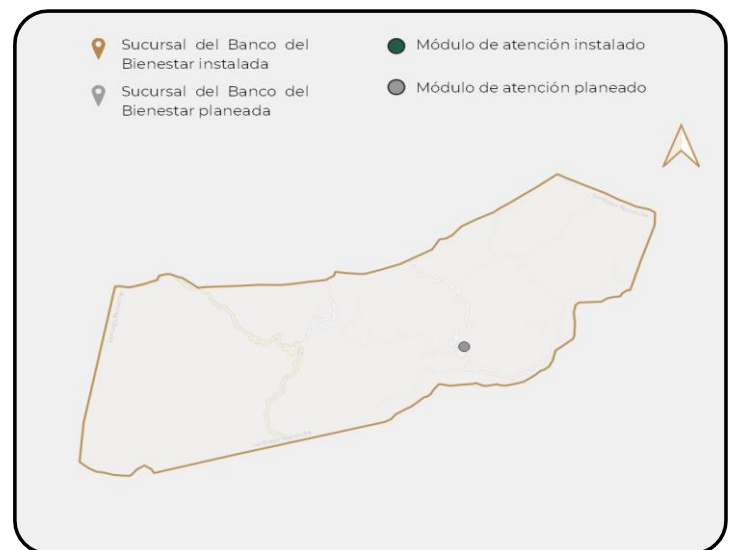 Sucursal del Banco del
Bienestar instalada
Sucursal del Banco del
Bienestar planeada
Módulo de atención instalado
Módulo de atención planeado